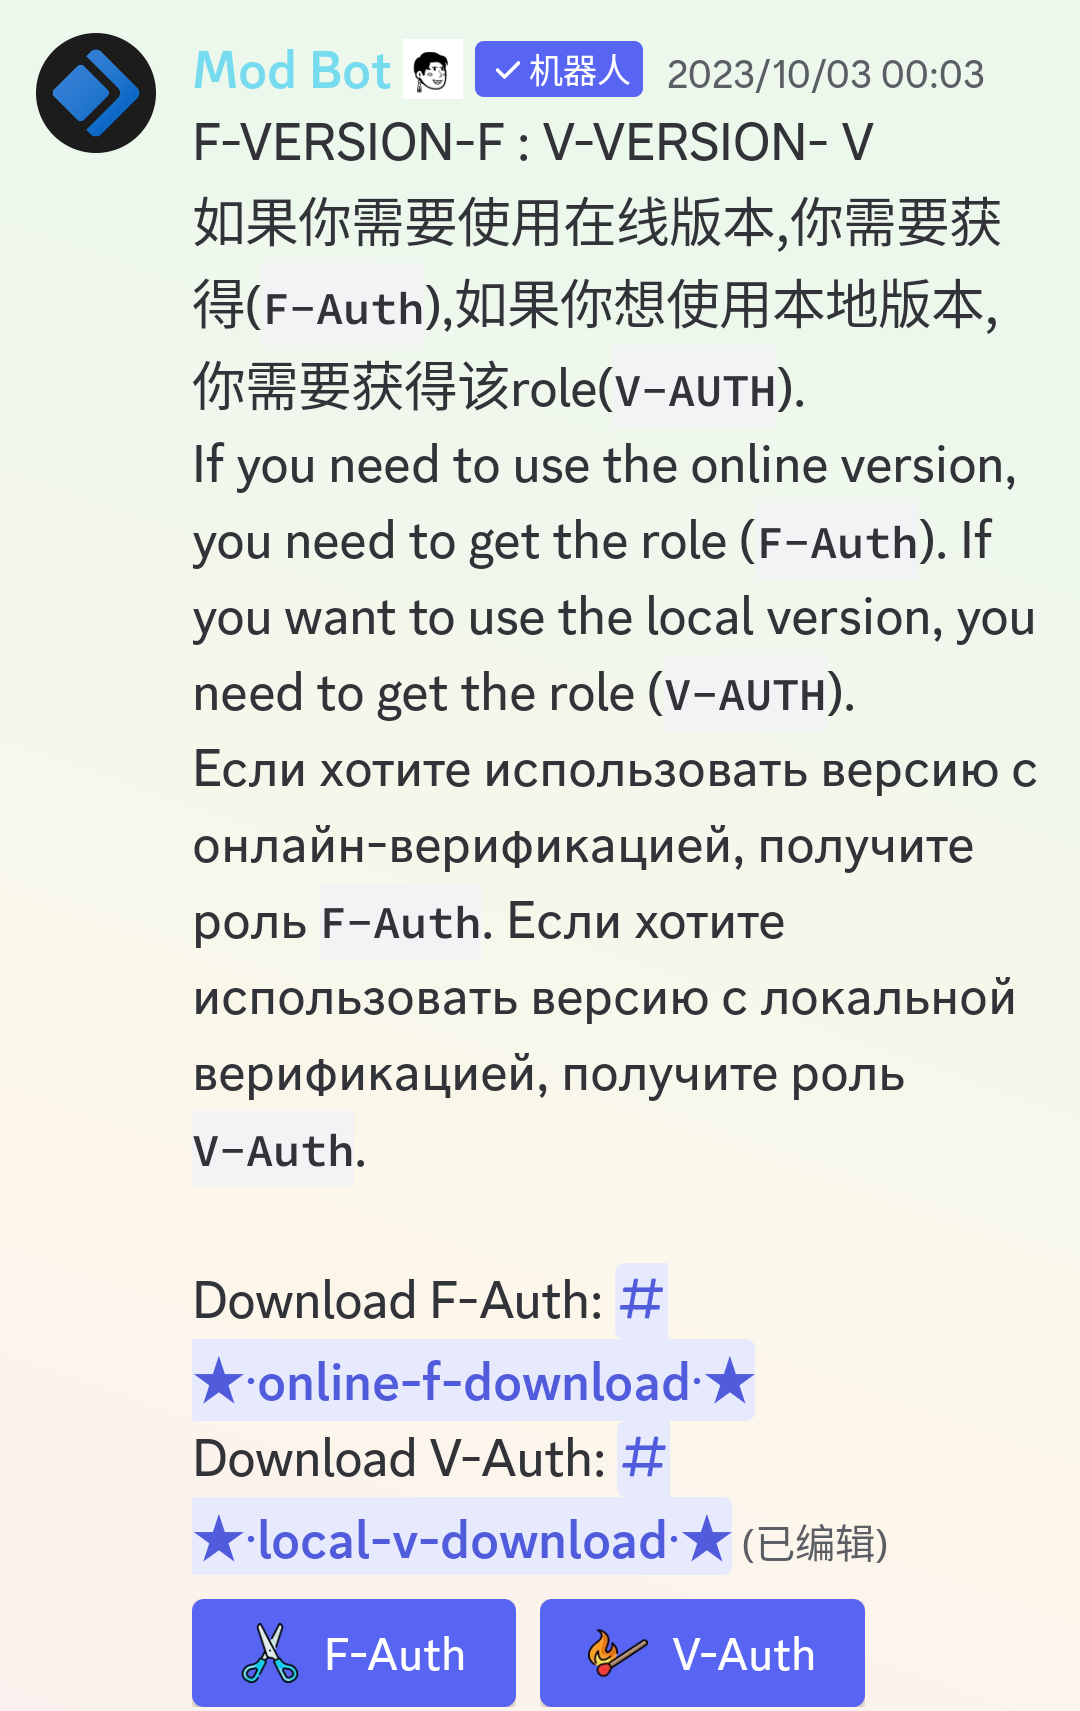 Mod Bot 机器人 2023/10/03 00:03
F-VERSION-F : V-VERSION- V
如果你需要使用在线版本,你需要获
得(F-Auth),如果你想使用本地版本,
你需要获得该role(V-AUTH).
If you need to use the online version,
you need to get the role (F-Auth). If
you want to use the local version, you
need to get the role (V-AUTH).
Если хотите использовать версию с
онлайн-верификацией, получите
роль F-Auth. Если хотите
использовать версию с локальной
верификацией, получите роль
V-Auth.
Download F-Auth: #
★·online-f-download·★
Download V-Auth: #
★·local-v-download·★ (已编辑)
F-Auth V-Auth